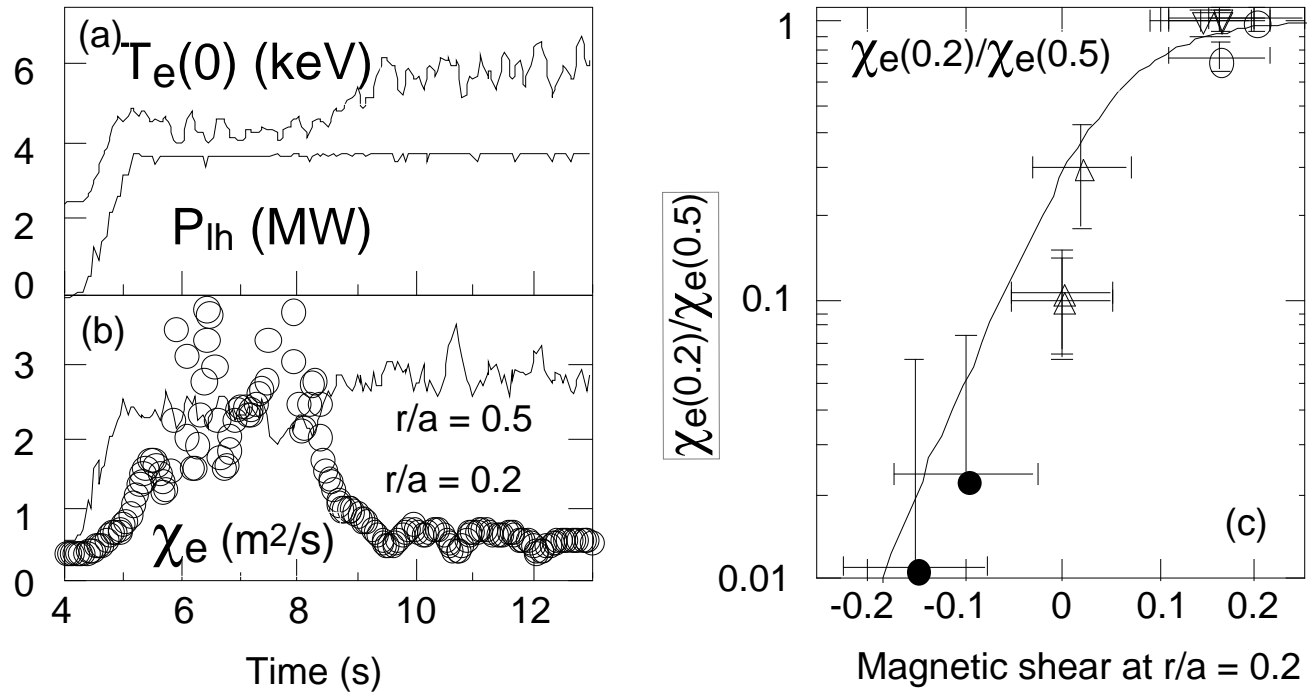 (a)
Te(0) (keV)
6
4
2
0
Plh (MW)
(b)
3
2
1
0
r/a = 0.5
r/a = 0.2
χe (m2/s)
4 6 8 10 12
Time (s)
χe(0.2)/χe(0.5)
1
0.1
0.01
χe(0.2)/χe(0.5)
(c)
-0.2 -0.1 0 0.1 0.2
Magnetic shear at r/a = 0.2